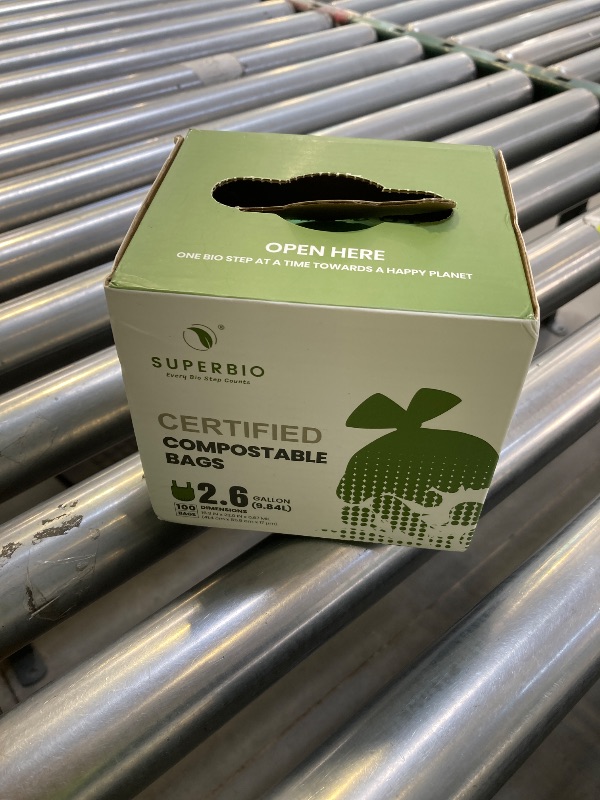 OPEN HERE
ONE BIO STEP AT A TIME TOWARDS A HAPPY PLANET
®
SUPERBIO
Every Bio Step Counts
CERTIFIED
COMPOSTABLE
BAGS
2.6 GALLON
(9.84L)
100 BAGS
DIMENSIONS